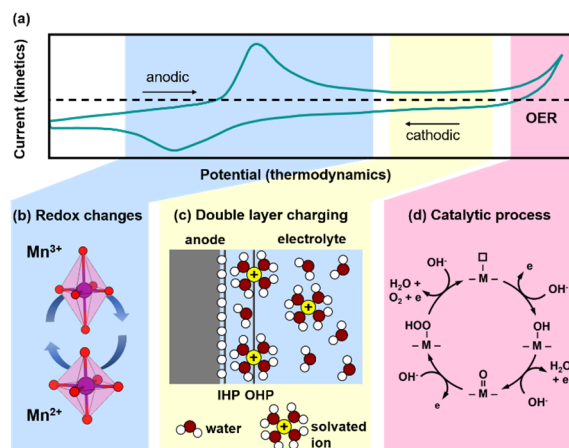 (a)
Current (kinetics)
anodic
cathodic
OER
Potential (thermodynamics)
(b) Redox changes
Mn³⁺
Mn²⁺
(c) Double layer charging
anode electrolyte
+
+
+
IHP OHP
water
+
solvated
ion
(d) Catalytic process
OH⁻
M
e
OH⁻
H₂O +
O₂ + e
HOO
M
OH
M
OH⁻
e
O
M
OH⁻
H₂O
+ e